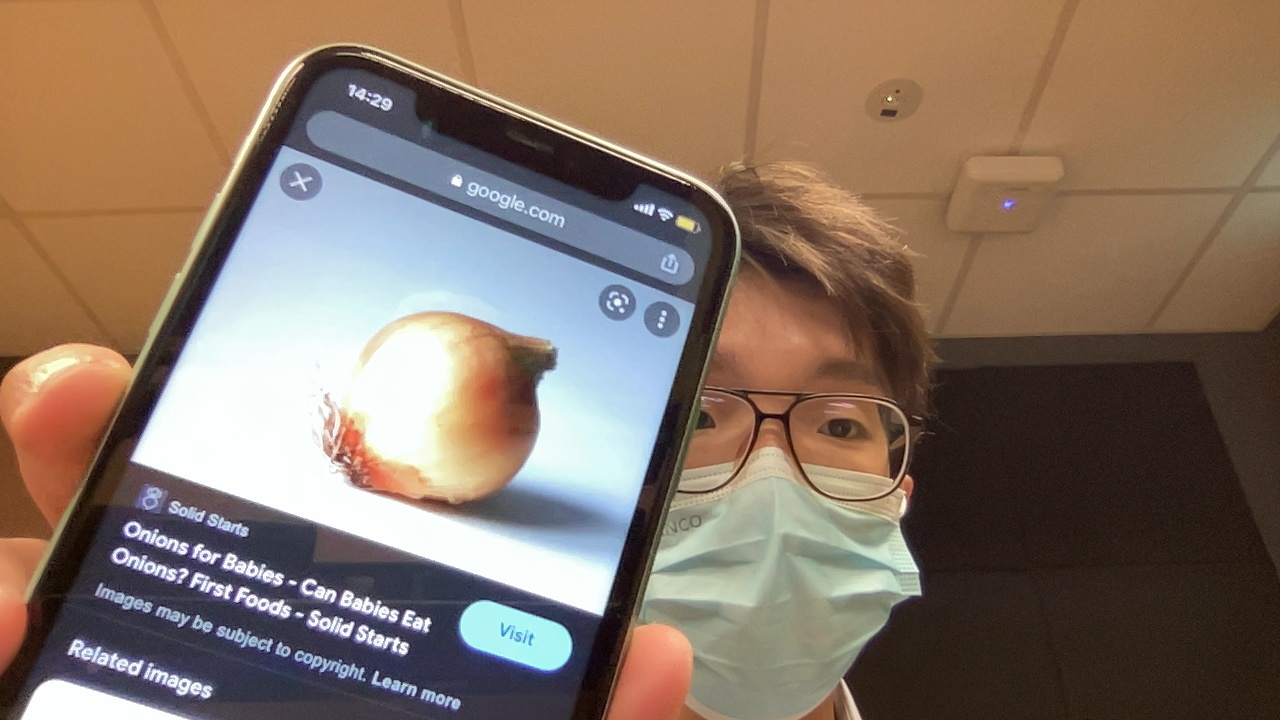 14:29
google.com
Solid Starts
Onions for Babies - Can Babies Eat
Onions? First Foods - Solid Starts
Visit
Images may be subject to copyright. Learn more
Related images